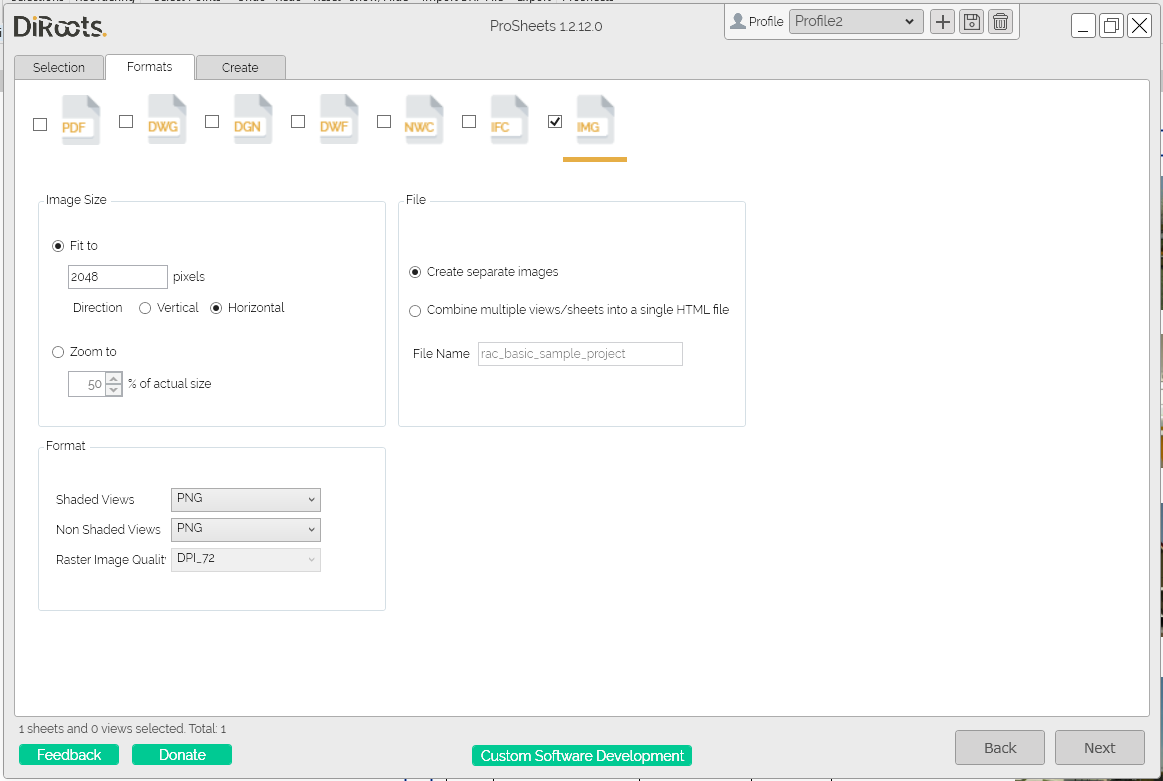 DiRoots.
ProSheets 1.2.12.0
Profile
Profile2
Selection
Formats
Create
PDF
DWG
DGN
DWF
NWC
IFC
IMG
Image Size
Fit to
2048 pixels
Direction Vertical Horizontal
Zoom to
50 % of actual size
File
Create separate images
Combine multiple views/sheets into a single HTML file
File Name rac_basic_sample_project
Format
Shaded Views PNG
Non Shaded Views PNG
Raster Image Qualit DPI_72
1 sheets and 0 views selected. Total: 1
Feedback
Donate
Custom Software Development
Back
Next